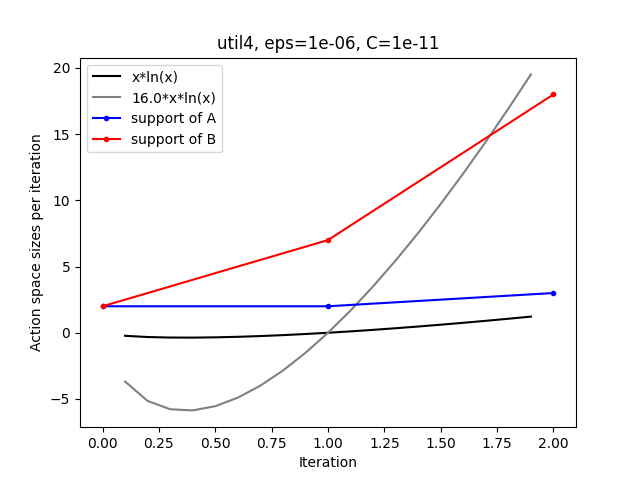 util4, eps=1e-06, C=1e-11
x*ln(x)
16.0*x*ln(x)
support of A
support of B
Action space sizes per iteration
20
15
10
5
0
−5
0.00 0.25 0.50 0.75 1.00 1.25 1.50 1.75 2.00
Iteration